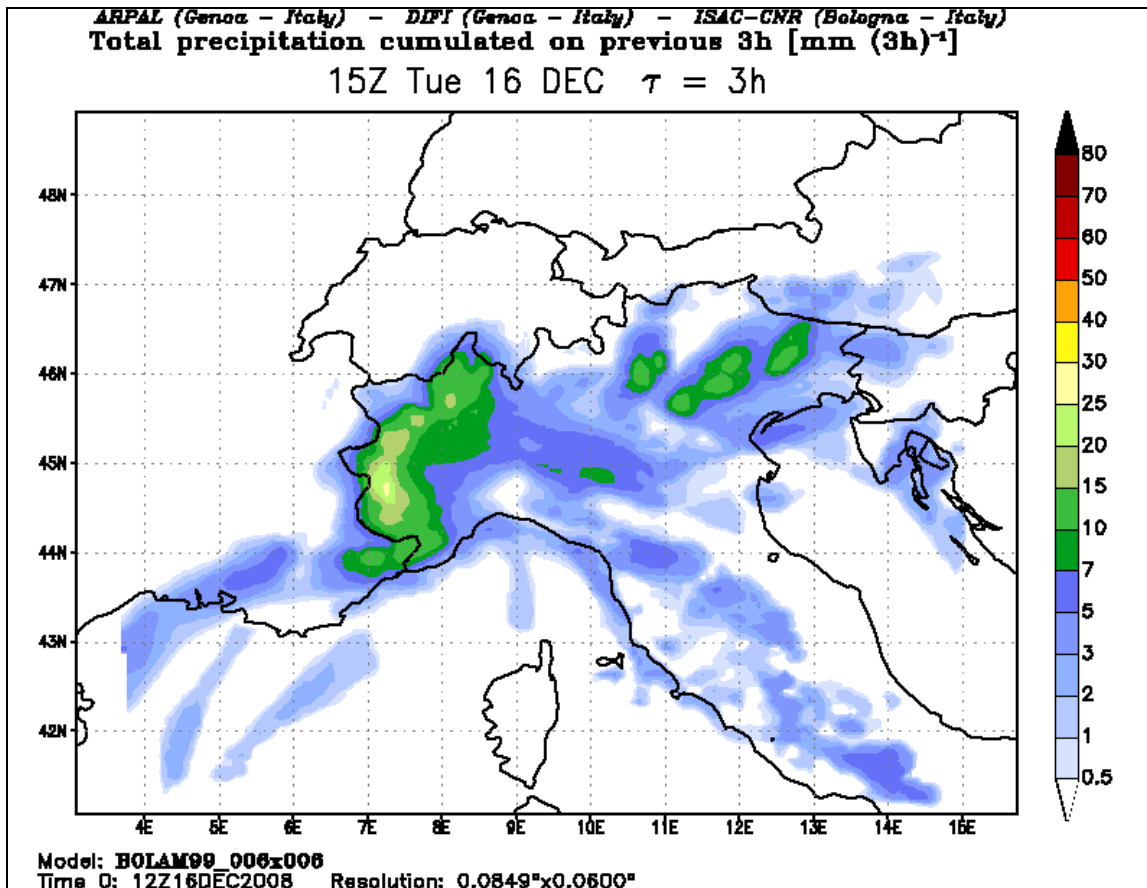 ARPAL (Genoa - Italy) - DIFI (Genoa - Italy) - ISAC-CNR (Bologna - Italy)
Total precipitation cumulated on previous 3h [mm (3h)⁻¹]
15Z Tue 16 DEC τ = 3h
80
70
60
50
40
30
25
20
15
10
7
5
3
2
1
0.5
48N
47N
46N
45N
44N
43N
42N
4E 5E 6E 7E 8E 9E 10E 11E 12E 13E 14E 15E
Model: BOLAM99_006x006
Time 0: 12Z16DEC2008 Resolution: 0.0849°x0.0600°